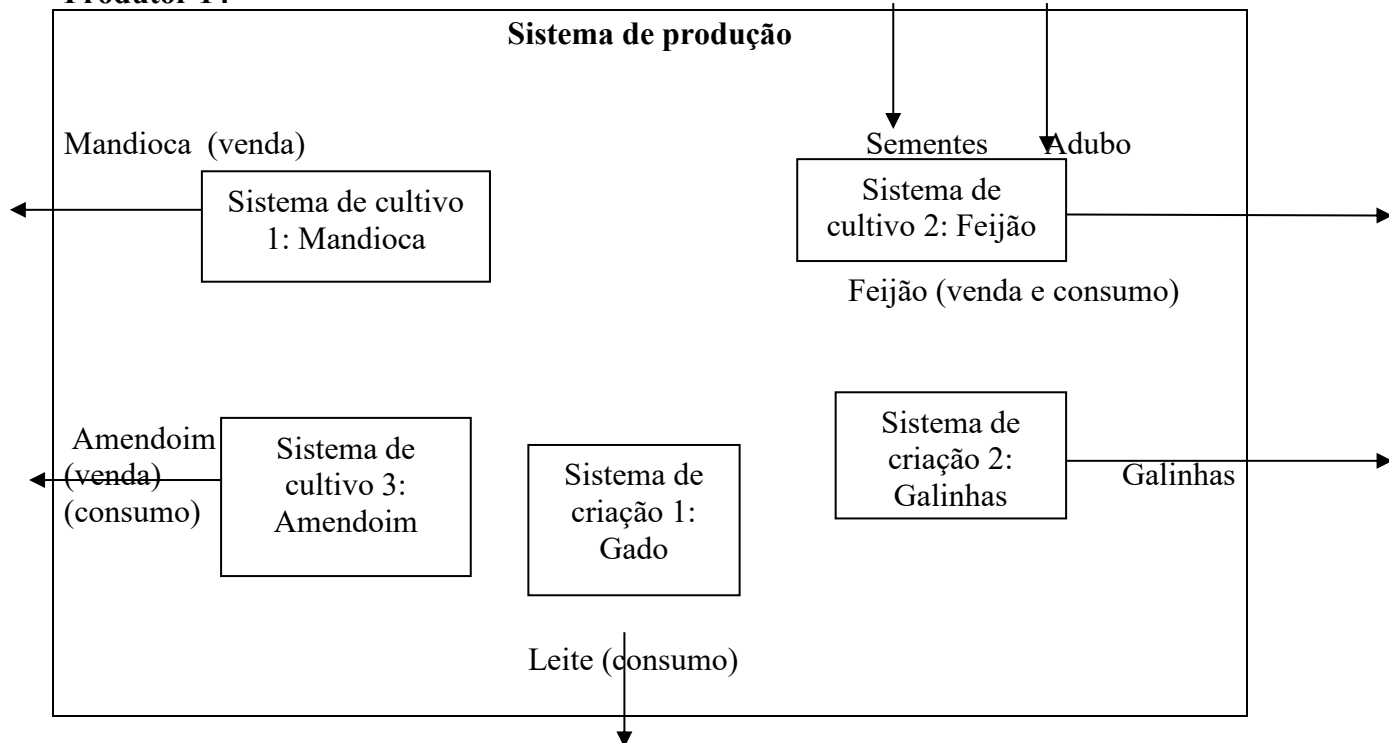 Sistema de produção
Mandioca (venda)
Sementes
Adubo
Sistema de cultivo
1: Mandioca
Sistema de
cultivo 2: Feijão
Feijão (venda e consumo)
Amendoim
(venda)
(consumo)
Sistema de
cultivo 3:
Amendoim
Sistema de
criação 1:
Gado
Sistema de
criação 2:
Galinhas
Galinhas
Leite (consumo)